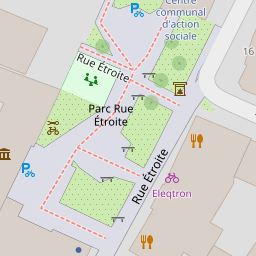 Centre
communal
d'action
sociale
16
Rue Étroite
Parc Rue
Étroite
Rue Étroite
Eleqtron